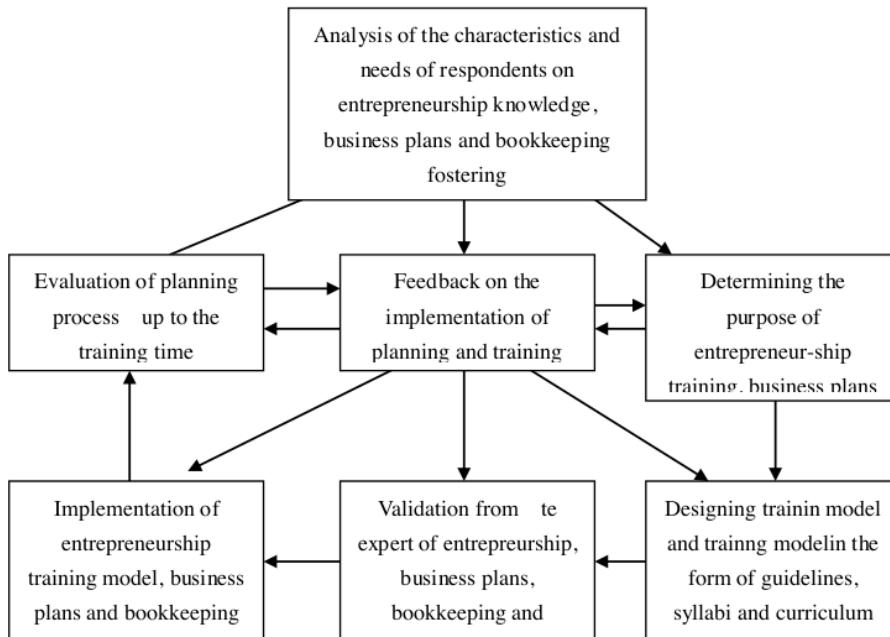 Analysis of the characteristics and
needs of respondents on
entrepreneurship knowledge,
business plans and bookkeeping
fostering
Evaluation of planning
process up to the
training time
Feedback on the
implementation of
planning and training
Determining the
purpose of
entrepreneur-ship
training, business plans
Implementation of
entrepreneurship
training model, business
plans and bookkeeping
Validation from te
expert of entrepreurship,
business plans,
bookkeeping and
Designing trainin model
and trainng modelin the
form of guidelines,
syllabi and curriculum